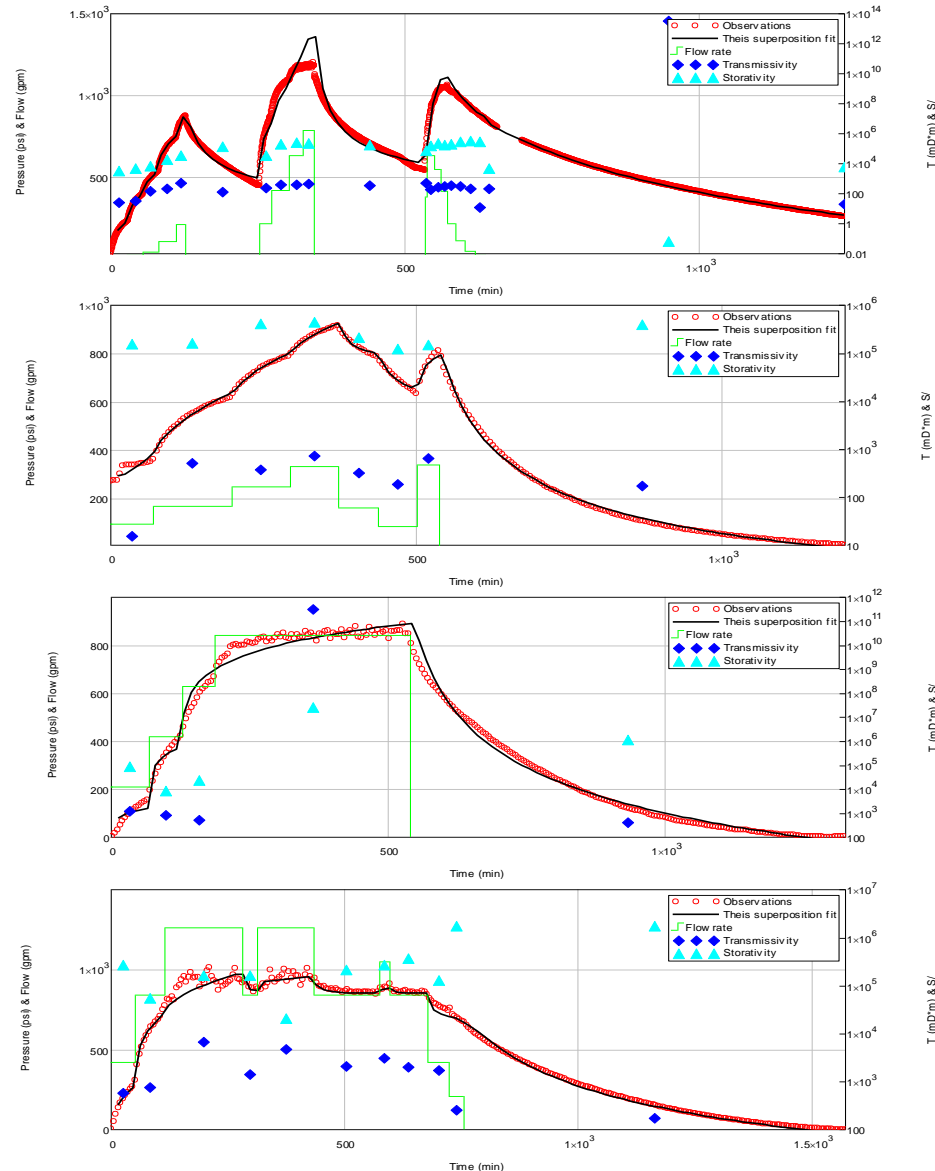 1.5×10³
1×10³
500
Pressure (psi) & Flow (gpm)
0
500
1×10³
Time (min)
1×10¹⁴
1×10¹²
1×10¹⁰
1×10⁸
1×10⁶
1×10⁴
100
1
0.01
T (mD*m) & S/
Observations
Theis superposition fit
Flow rate
Transmissivity
Storativity
1×10³
800
600
400
200
Pressure (psi) & Flow (gpm)
0
500
1×10³
Time (min)
1×10⁶
1×10⁵
1×10⁴
1×10³
100
10
T (mD*m) & S/
Observations
Theis superposition fit
Flow rate
Transmissivity
Storativity
800
600
400
200
0
Pressure (psi) & Flow (gpm)
0
500
1×10³
Time (min)
1×10¹²
1×10¹¹
1×10¹⁰
1×10⁹
1×10⁸
1×10⁷
1×10⁶
1×10⁵
1×10⁴
1×10³
100
T (mD*m) & S/
Observations
Theis superposition fit
Flow rate
Transmissivity
Storativity
1×10³
500
0
Pressure (psi) & Flow (gpm)
0
500
1×10³
1.5×10³
Time (min)
1×10⁷
1×10⁶
1×10⁵
1×10⁴
1×10³
100
T (mD*m) & S/
Observations
Theis superposition fit
Flow rate
Transmissivity
Storativity